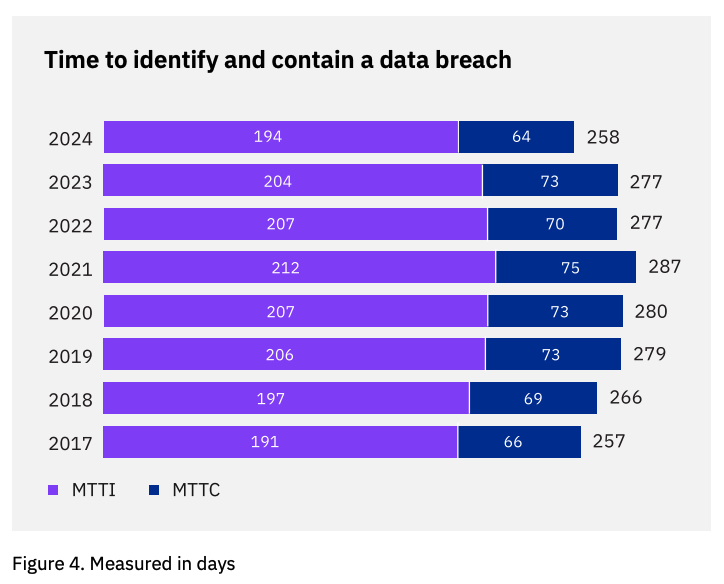 Time to identify and contain a data breach
2024 194 64 258
2023 204 73 277
2022 207 70 277
2021 212 75 287
2020 207 73 280
2019 206 73 279
2018 197 69 266
2017 191 66 257
MTTI MTTC
Figure 4. Measured in days